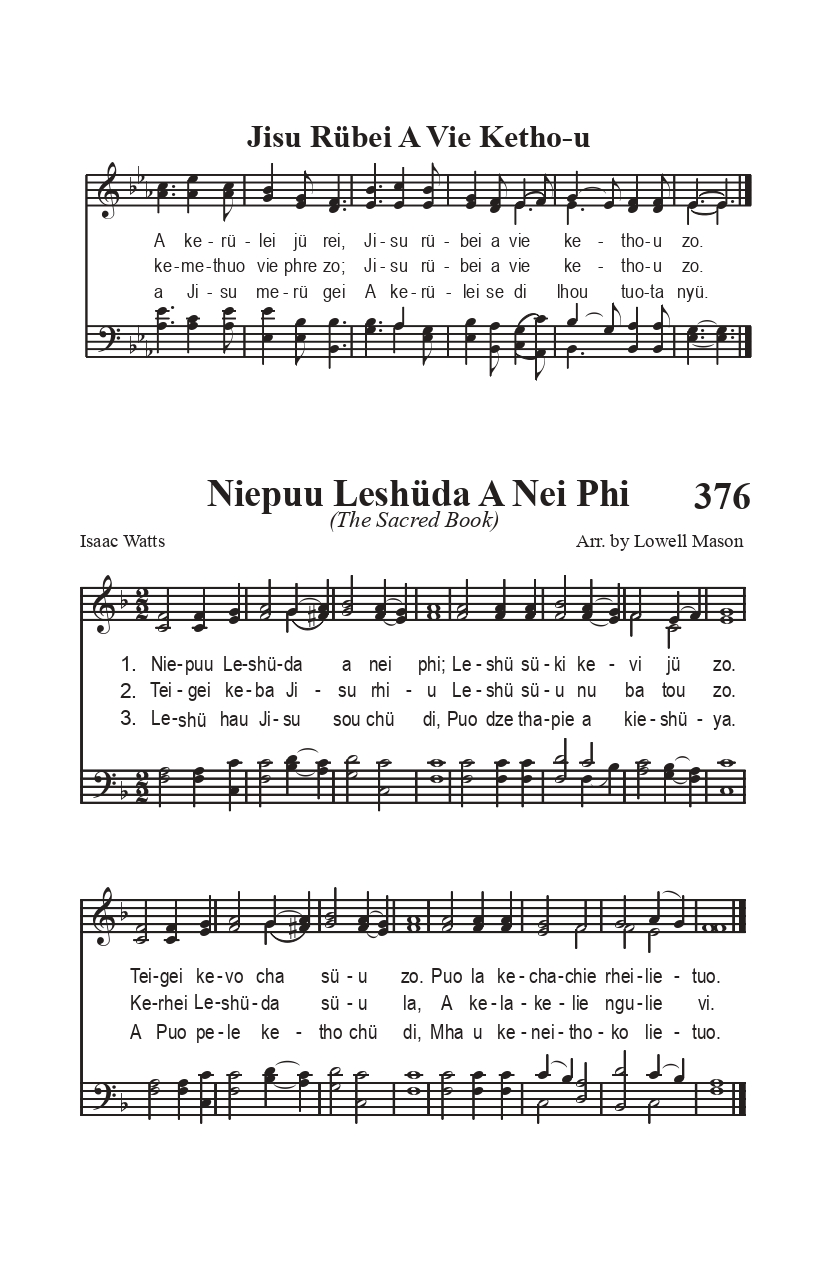 Jisu Rübei A Vie Ketho-u
A ke - rü - lei jü rei, Ji - su rü - bei a vie ke - tho - u zo.
ke - me - thuo vie phre zo; Ji - su rü - bei a vie ke - tho - u zo.
a Ji - su me - rü gei A ke - rü - lei se di lhou tuo - ta nyü.
Niepuu Leshüda A Nei Phi 376
(The Sacred Book)
Isaac Watts Arr. by Lowell Mason
1. Nie - puu Le - shü - da a nei phi; Le - shü sü - ki ke - vi jü zo.
2. Tei - gei ke - ba Ji - su rhi - u Le - shü sü - u nu ba tou zo.
3. Le - shü hau Ji - su sou chü di, Puo dze tha - pie a kie - shü - ya.
Tei - gei ke - vo cha sü - u zo. Puo la ke - cha - chie rhei - lie - tuo.
Ke - rhei Le - shü - da sü - u la, A ke - la - ke - lie ngu - lie vi.
A Puo pe - le ke - tho chü di, Mha u ke - nei - tho - ko lie - tuo.